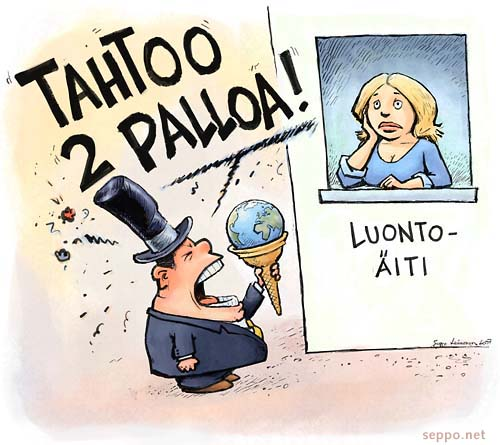 TAHTOO
2 PALLOA!
LUONTO-
ÄITI
seppo.net